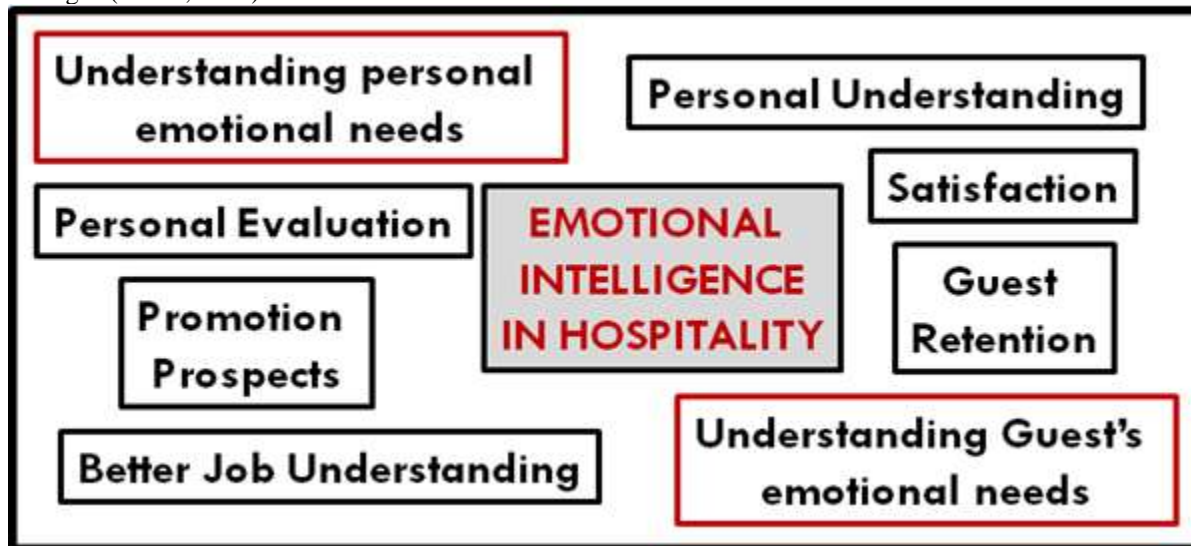 Understanding personal
emotional needs
Personal Understanding
Satisfaction
Personal Evaluation
EMOTIONAL
INTELLIGENCE
IN HOSPITALITY
Guest
Retention
Promotion
Prospects
Understanding Guest's
emotional needs
Better Job Understanding